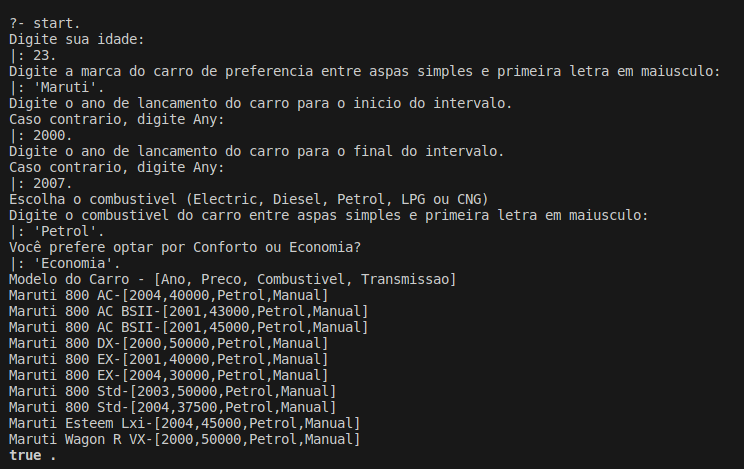 ?- start.
Digite sua idade:
|: 23.
Digite a marca do carro de preferencia entre aspas simples e primeira letra em maiusculo:
|: 'Maruti'.
Digite o ano de lancamento do carro para o inicio do intervalo.
Caso contrario, digite Any:
|: 2000.
Digite o ano de lancamento do carro para o final do intervalo.
Caso contrario, digite Any:
|: 2007.
Escolha o combustivel (Electric, Diesel, Petrol, LPG ou CNG)
Digite o combustivel do carro entre aspas simples e primeira letra em maiusculo:
|: 'Petrol'.
Você prefere optar por Conforto ou Economia?
|: 'Economia'.
Modelo do Carro - [Ano, Preco, Combustivel, Transmissao]
Maruti 800 AC-[2004,40000,Petrol,Manual]
Maruti 800 AC BSII-[2001,43000,Petrol,Manual]
Maruti 800 AC BSII-[2001,45000,Petrol,Manual]
Maruti 800 DX-[2000,50000,Petrol,Manual]
Maruti 800 EX-[2001,40000,Petrol,Manual]
Maruti 800 EX-[2004,30000,Petrol,Manual]
Maruti 800 Std-[2003,50000,Petrol,Manual]
Maruti 800 Std-[2004,37500,Petrol,Manual]
Maruti Esteem Lxi-[2004,45000,Petrol,Manual]
Maruti Wagon R VX-[2000,50000,Petrol,Manual]
true .